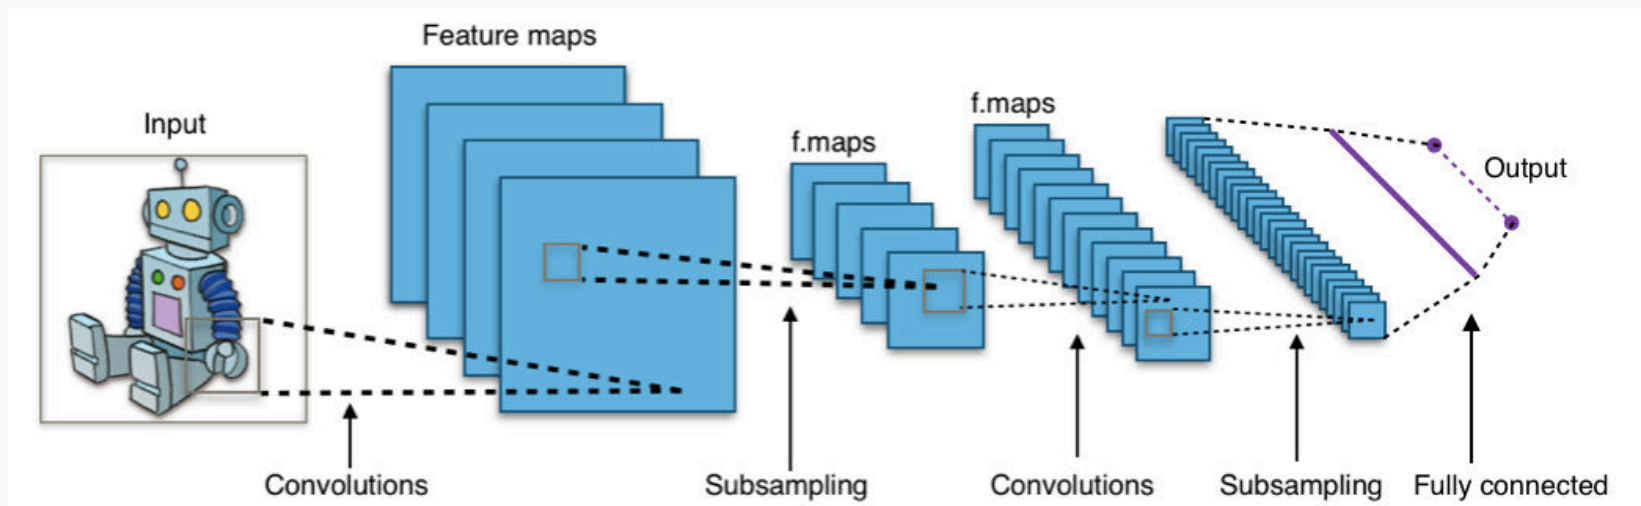 Feature maps
f.maps
Input
f.maps
Output
Convolutions
Subsampling
Convolutions
Subsampling
Fully connected